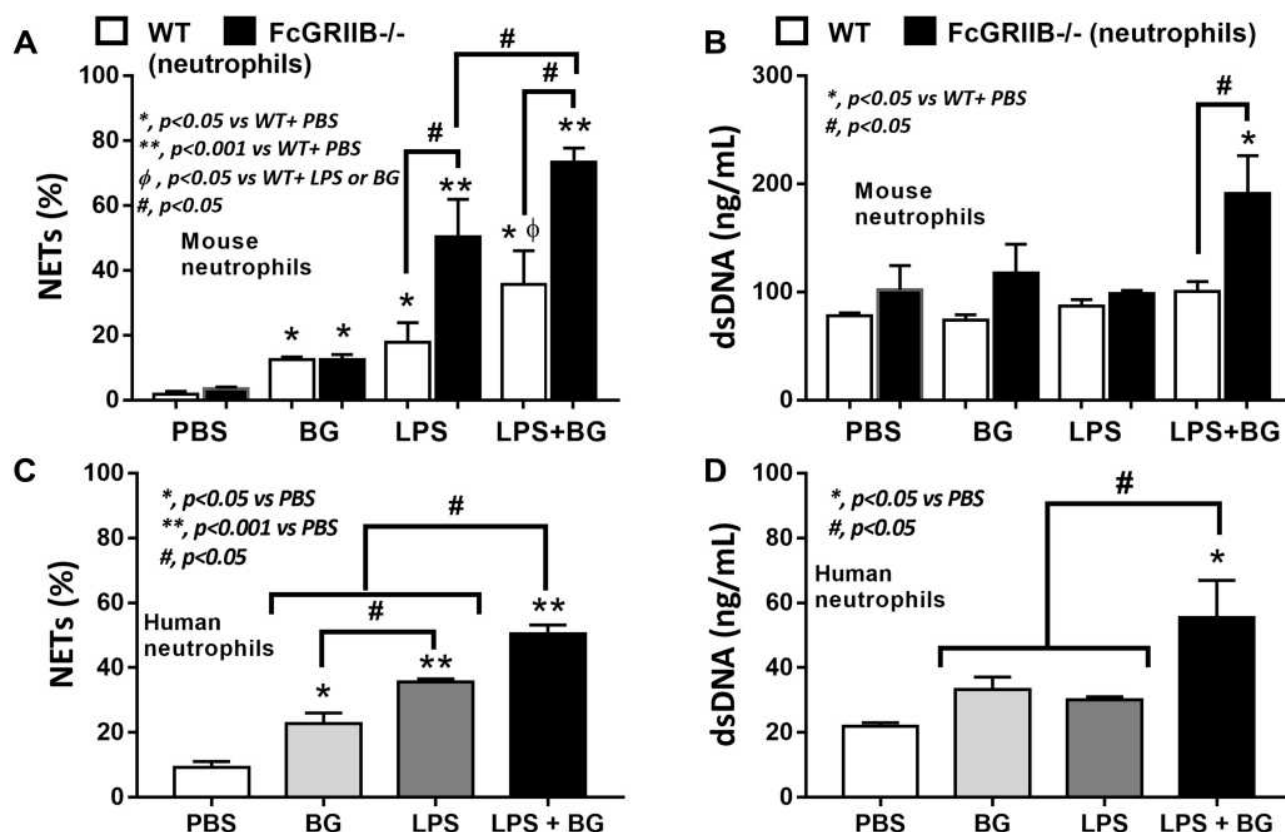 A
WT
FcGRIIB-/-
(neutrophils)
NETs (%)
100
80
60
40
20
0
*, p<0.05 vs WT+ PBS
**, p<0.001 vs WT+ PBS
ϕ , p<0.05 vs WT+ LPS or BG
#, p<0.05
Mouse
neutrophils
#
#
#
**
**
* ϕ
*
*
*
PBS
BG
LPS
LPS+BG
B
WT
FcGRIIB-/- (neutrophils)
dsDNA (ng/mL)
300
200
100
0
*, p<0.05 vs WT+ PBS
#, p<0.05
Mouse
neutrophils
#
*
PBS
BG
LPS
LPS+BG
C
NETs (%)
100
80
60
40
20
0
*, p<0.05 vs PBS
**, p<0.001 vs PBS
#, p<0.05
Human
neutrophils
#
#
*
**
**
PBS
BG
LPS
LPS + BG
D
dsDNA (ng/mL)
100
80
60
40
20
0
*, p<0.05 vs PBS
#, p<0.05
Human
neutrophils
#
*
PBS
BG
LPS
LPS + BG